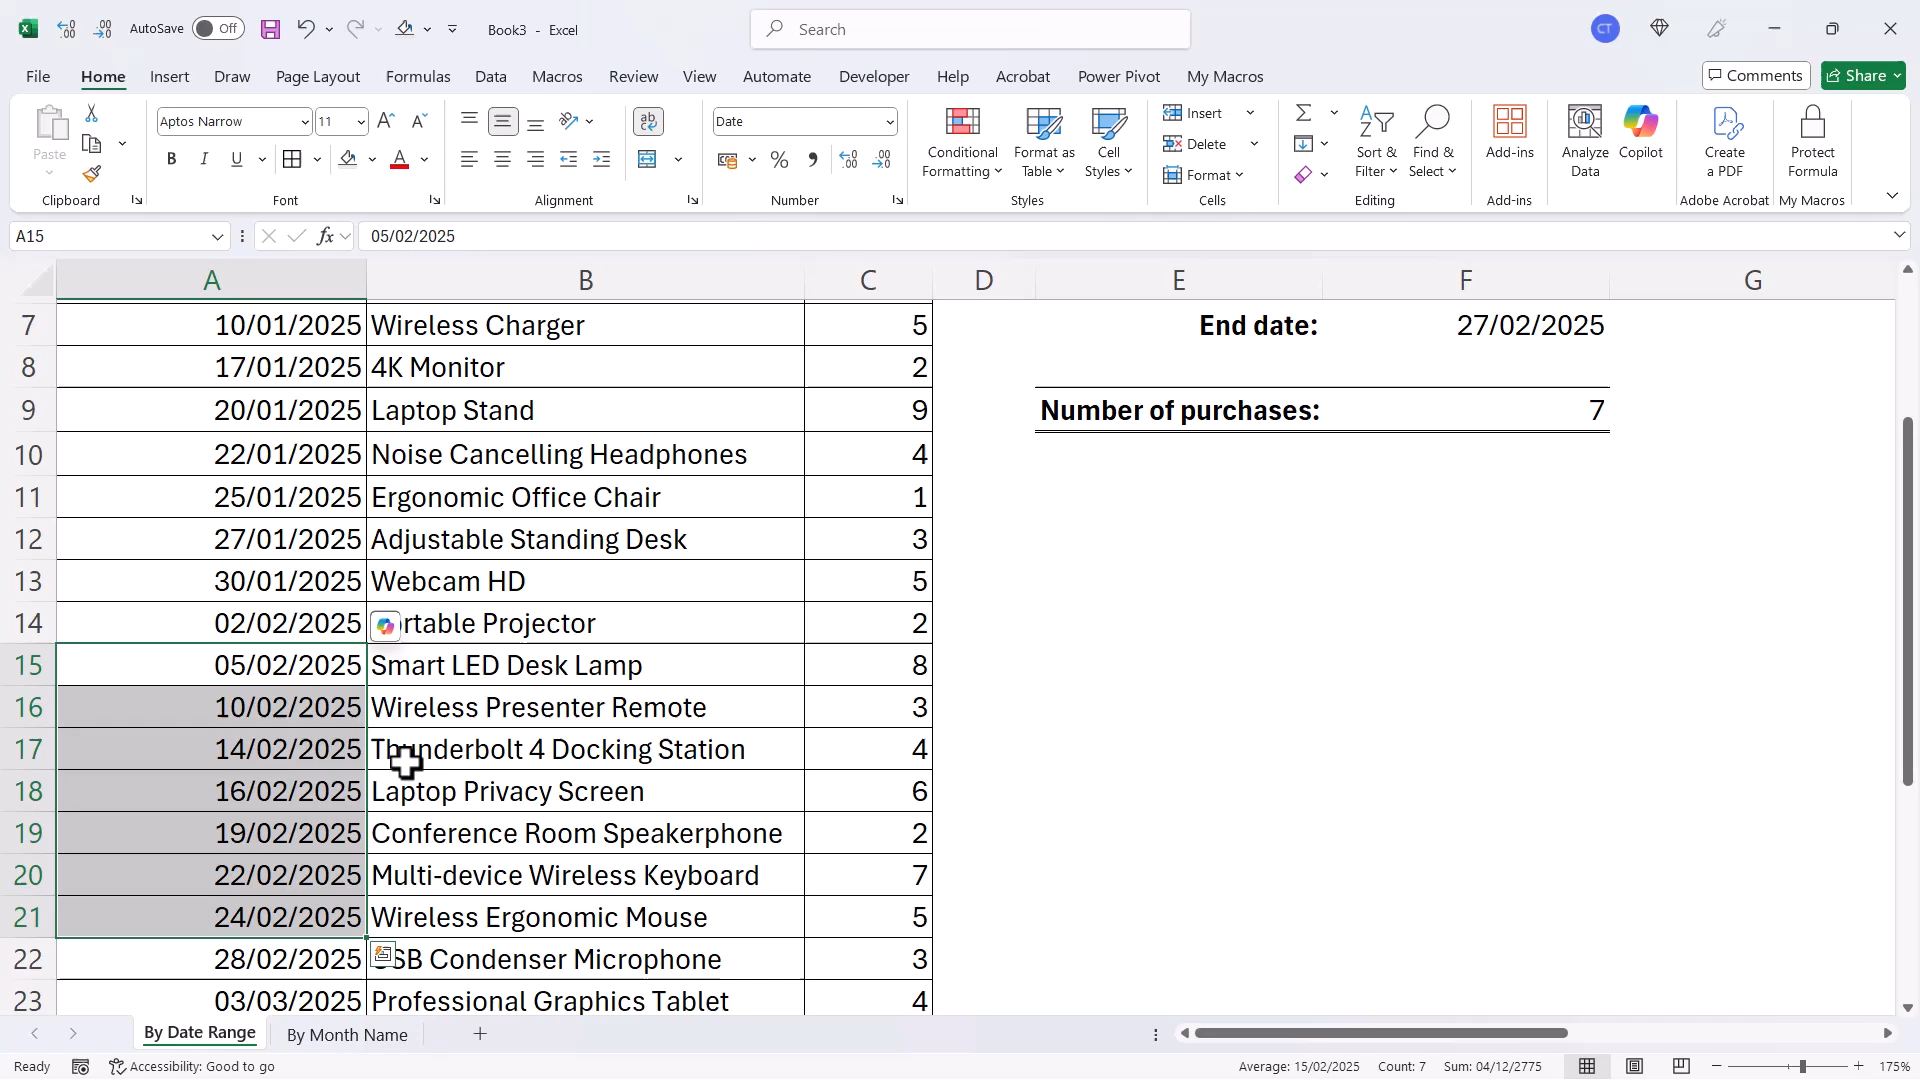 AutoSave Off Book3 - Excel Search CT
File Home Insert Draw Page Layout Formulas Data Macros Review View Automate Developer Help Acrobat Power Pivot My Macros Comments Share
Paste Aptos Narrow 11 Date Conditional Formatting Format as Table Cell Styles Insert Delete Format Sort & Filter Find & Select Add-ins Analyze Data Copilot Create a PDF Protect Formula
Clipboard Font Alignment Number Styles Cells Editing Add-ins Adobe Acrobat My Macros
A15 fx 05/02/2025
A B C D E F G
7 10/01/2025 Wireless Charger 5 End date: 27/02/2025
8 17/01/2025 4K Monitor 2
9 20/01/2025 Laptop Stand 9 Number of purchases: 7
10 22/01/2025 Noise Cancelling Headphones 4
11 25/01/2025 Ergonomic Office Chair 1
12 27/01/2025 Adjustable Standing Desk 3
13 30/01/2025 Webcam HD 5
14 02/02/2025 rtable Projector 2
15 05/02/2025 Smart LED Desk Lamp 8
16 10/02/2025 Wireless Presenter Remote 3
17 14/02/2025 Thunderbolt 4 Docking Station 4
18 16/02/2025 Laptop Privacy Screen 6
19 19/02/2025 Conference Room Speakerphone 2
20 22/02/2025 Multi-device Wireless Keyboard 7
21 24/02/2025 Wireless Ergonomic Mouse 5
22 28/02/2025 SB Condenser Microphone 3
23 03/03/2025 Professional Graphics Tablet 4
By Date Range By Month Name
Ready Accessibility: Good to go Average: 15/02/2025 Count: 7 Sum: 04/12/2775 175%